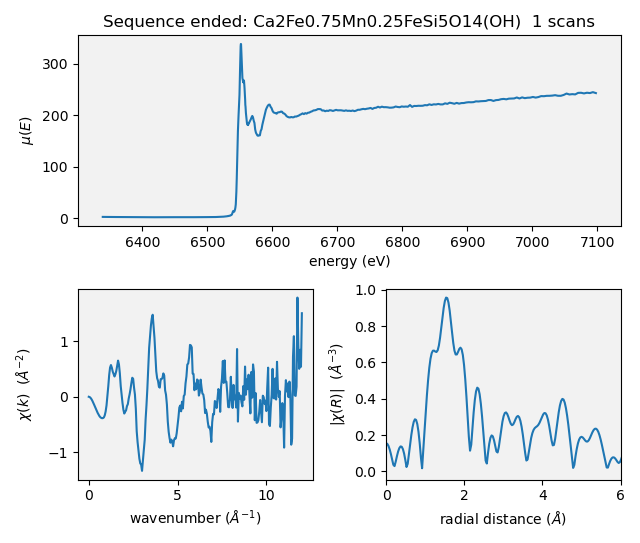 Sequence ended: Ca2Fe0.75Mn0.25FeSi5O14(OH)  1 scans
300
200
100
0
μ(E)
6400 6500 6600 6700 6800 6900 7000 7100
energy (eV)
1
0
−1
χ(k) (Å⁻²)
0 5 10
wavenumber (Å⁻¹)
1.0
0.8
0.6
0.4
0.2
0.0
|χ(R)| (Å⁻³)
0 2 4 6
radial distance (Å)